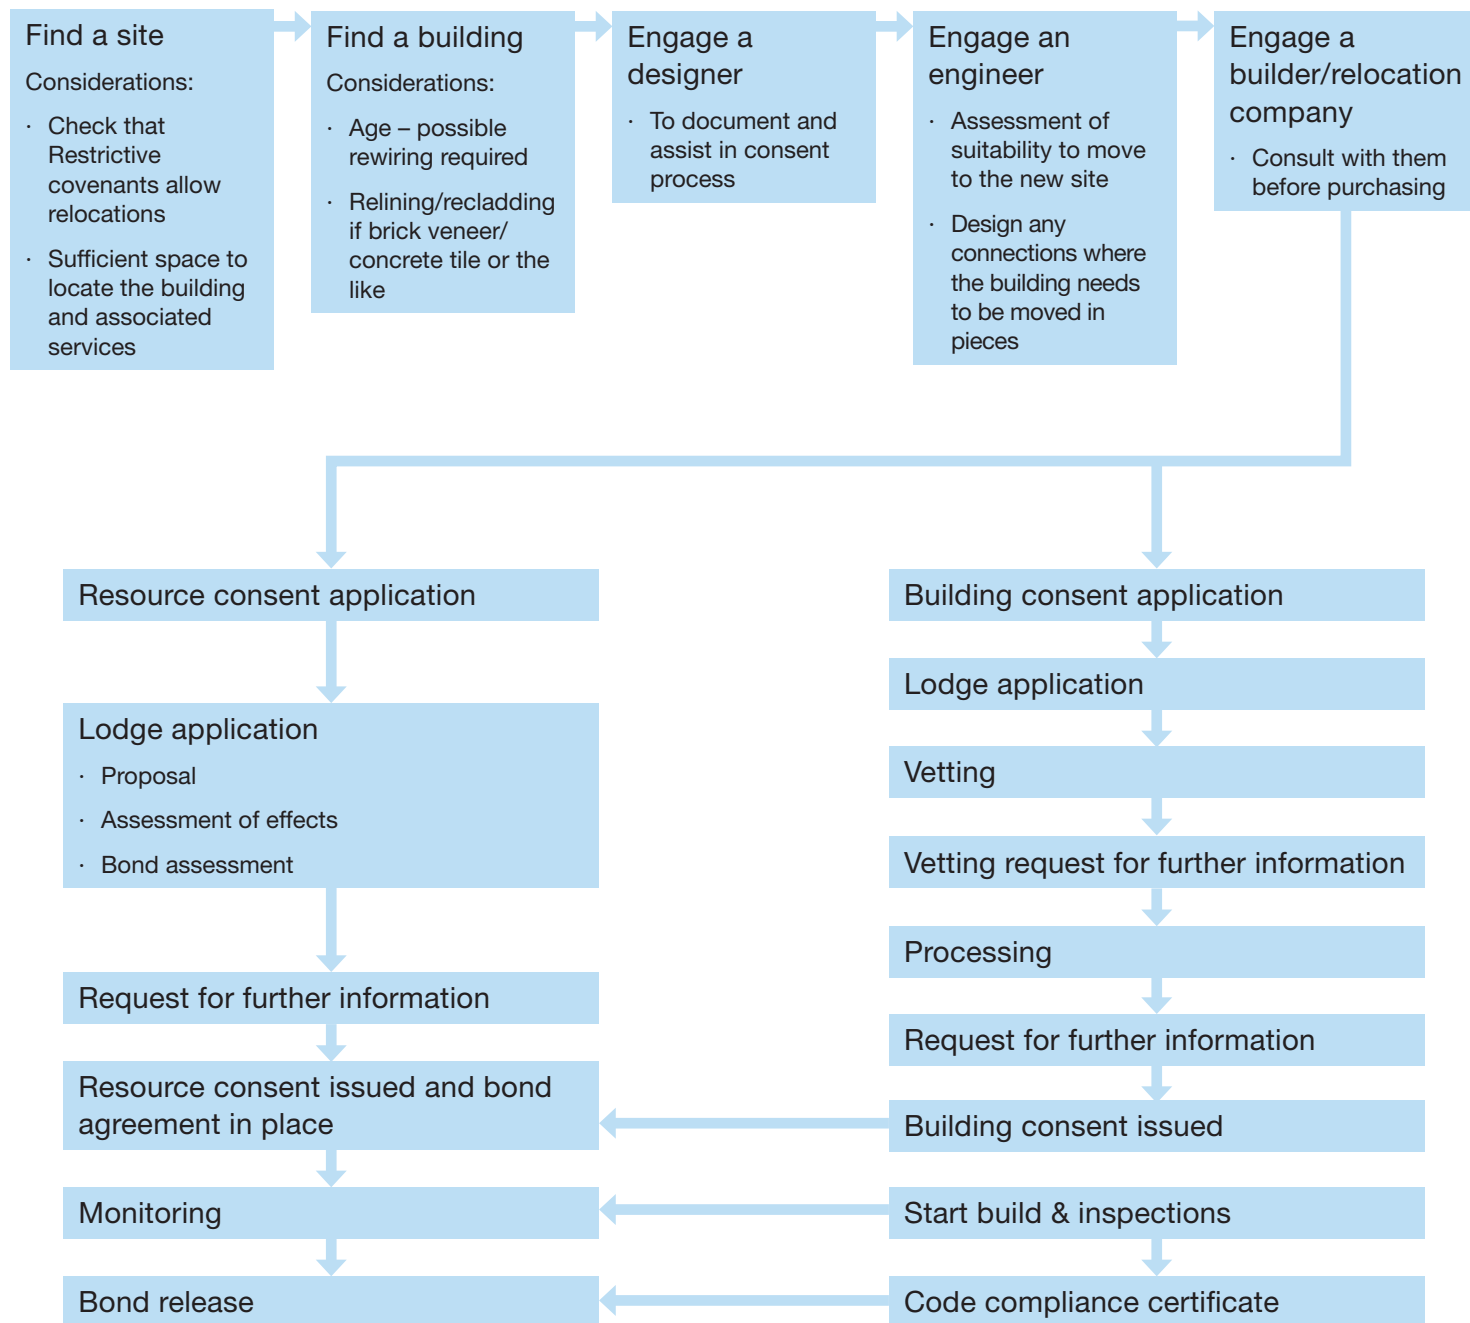 Find a site
Considerations:
· Check that
Restrictive
covenants allow
relocations
· Sufficient space to
locate the building
and associated
services
Find a building
Considerations:
· Age – possible
rewiring required
· Relining/recladding
if brick veneer/
concrete tile or the
like
Engage a
designer
· To document and
assist in consent
process
Engage an
engineer
· Assessment of
suitability to move
to the new site
· Design any
connections where
the building needs
to be moved in
pieces
Engage a
builder/relocation
company
· Consult with them
before purchasing
Resource consent application
Lodge application
· Proposal
· Assessment of effects
· Bond assessment
Request for further information
Resource consent issued and bond
agreement in place
Monitoring
Bond release
Building consent application
Lodge application
Vetting
Vetting request for further information
Processing
Request for further information
Building consent issued
Start build & inspections
Code compliance certificate